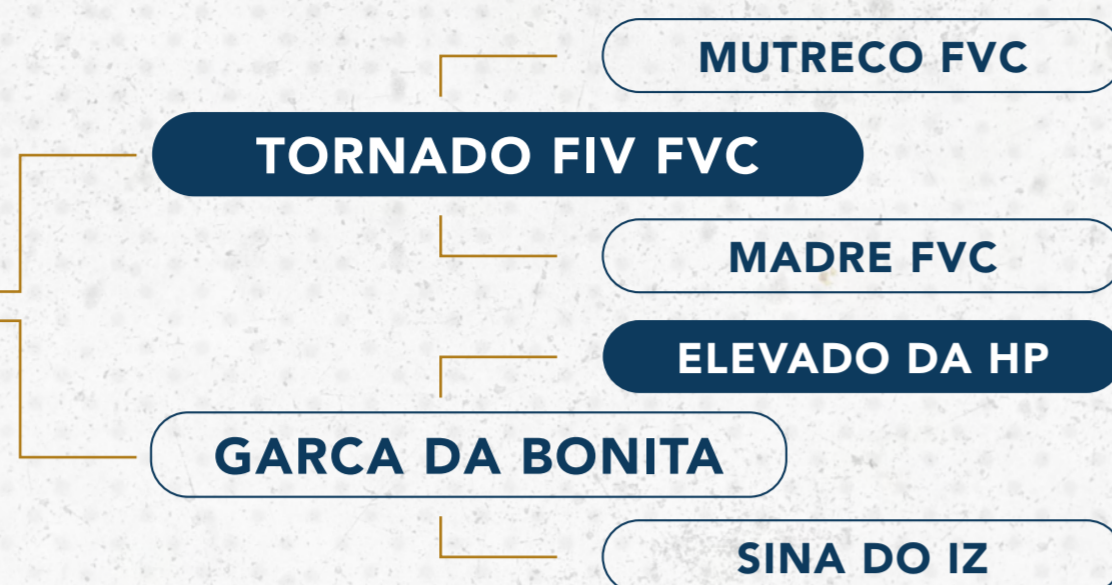 MUTRECO FVC
TORNADO FIV FVC
MADRE FVC
ELEVADO DA HP
GARCA DA BONITA
SINA DO IZ